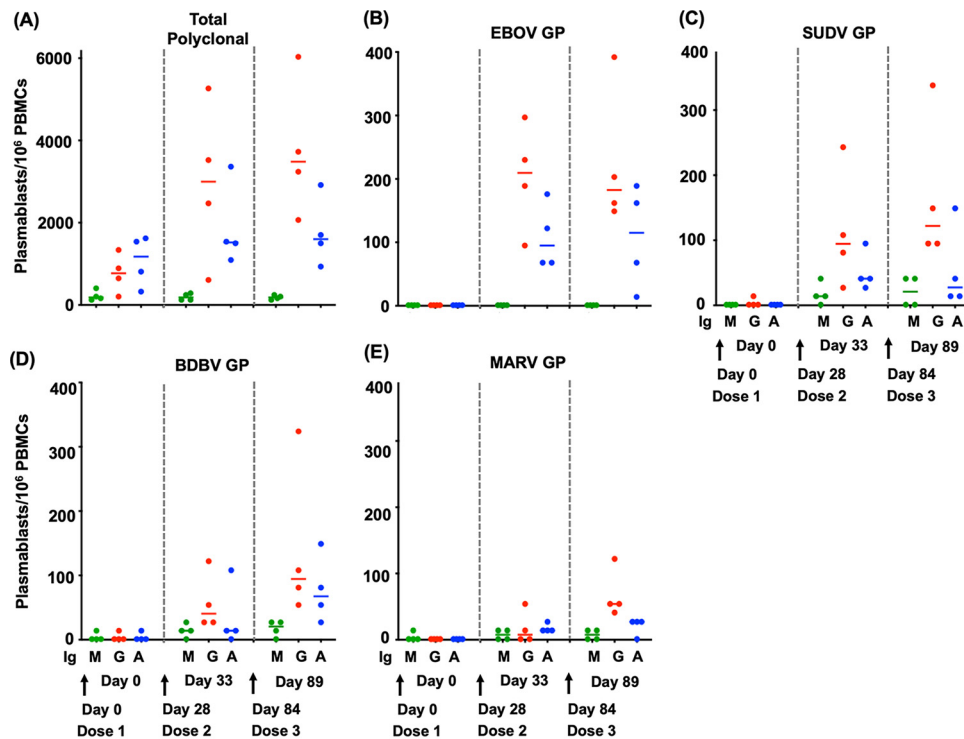 (A)
Total
Polyclonal
Plasmablasts/10⁶ PBMCs
6000
4000
2000
0
(B)
EBOV GP
400
300
200
100
0
(C)
SUDV GP
400
300
200
100
0
Ig M G A M G A M G A
Day 0 Day 33 Day 89
Day 0 Day 28 Day 84
Dose 1 Dose 2 Dose 3
(D)
BDBV GP
Plasmablasts/10⁶ PBMCs
400
300
200
100
0
Ig M G A M G A M G A
Day 0 Day 33 Day 89
Day 0 Day 28 Day 84
Dose 1 Dose 2 Dose 3
(E)
MARV GP
400
300
200
100
0
Ig M G A M G A M G A
Day 0 Day 33 Day 89
Day 0 Day 28 Day 84
Dose 1 Dose 2 Dose 3